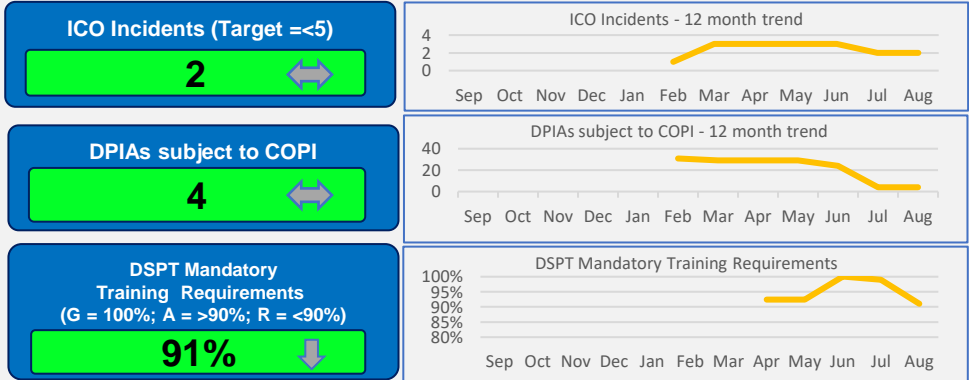 ICO Incidents (Target =<5)
2
ICO Incidents - 12 month trend
4
2
0
Sep Oct Nov Dec Jan Feb Mar Apr May Jun Jul Aug
DPIAs subject to COPI
4
DPIAs subject to COPI - 12 month trend
40
20
0
Sep Oct Nov Dec Jan Feb Mar Apr May Jun Jul Aug
DSPT Mandatory
Training Requirements
(G = 100%; A = >90%; R = <90%)
91%
DSPT Mandatory Training Requirements
100%
95%
90%
85%
80%
Sep Oct Nov Dec Jan Feb Mar Apr May Jun Jul Aug